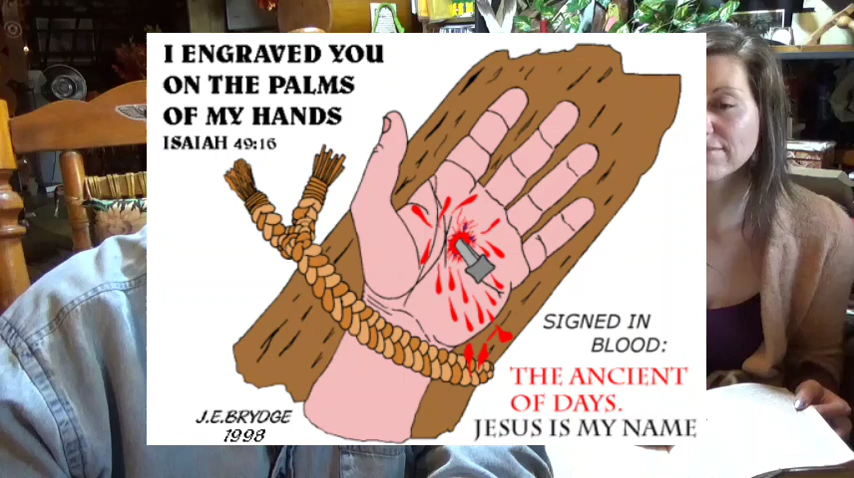 I ENGRAVED YOU
ON THE PALMS
OF MY HANDS
ISAIAH 49:16
SIGNED IN
BLOOD:
THE ANCIENT
OF DAYS.
JESUS IS MY NAME
J.E.BRYDGE
1998